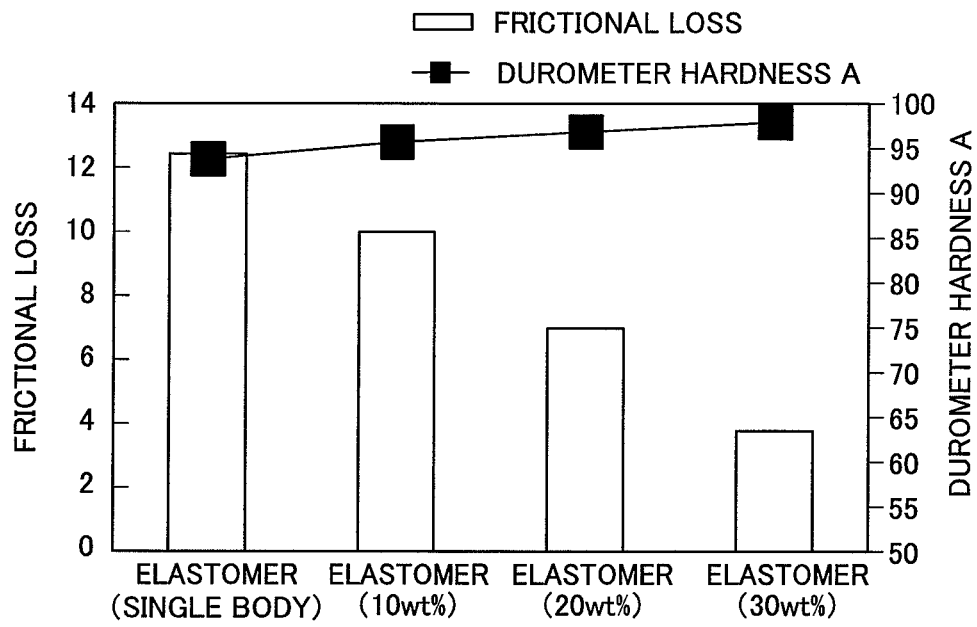 FRICTIONAL LOSS
DUROMETER HARDNESS A
14
12
10
8
6
4
2
0
FRICTIONAL LOSS
100
95
90
85
80
75
70
65
60
55
50
DUROMETER HARDNESS A
ELASTOMER
(SINGLE BODY)
ELASTOMER
(10wt%)
ELASTOMER
(20wt%)
ELASTOMER
(30wt%)